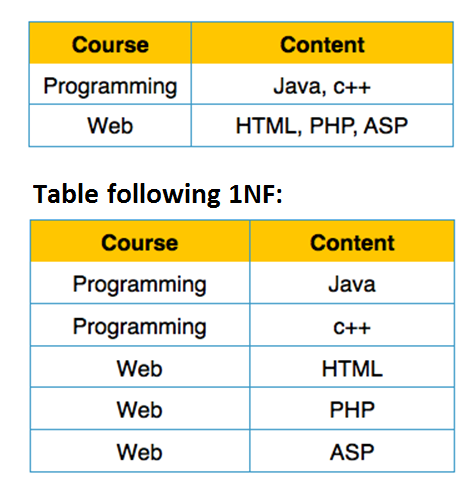 Course Content
Programming Java, c++
Web HTML, PHP, ASP
Table following 1NF:
Course Content
Programming Java
Programming c++
Web HTML
Web PHP
Web ASP